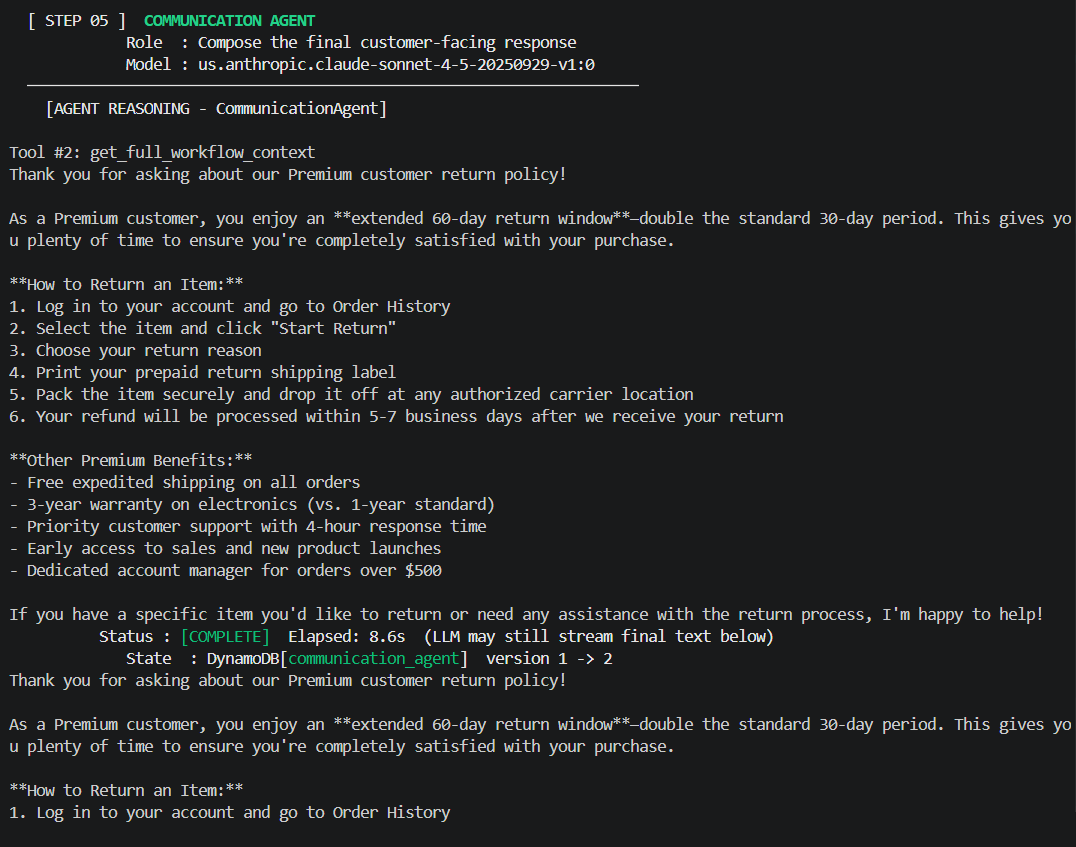 [ STEP 05 ]  COMMUNICATION AGENT
Role  : Compose the final customer-facing response
Model : us.anthropic.claude-sonnet-4-5-20250929-v1:0
[AGENT REASONING - CommunicationAgent]
Tool #2: get_full_workflow_context
Thank you for asking about our Premium customer return policy!
As a Premium customer, you enjoy an **extended 60-day return window**—double the standard 30-day period. This gives yo
u plenty of time to ensure you're completely satisfied with your purchase.
**How to Return an Item:**
1. Log in to your account and go to Order History
2. Select the item and click "Start Return"
3. Choose your return reason
4. Print your prepaid return shipping label
5. Pack the item securely and drop it off at any authorized carrier location
6. Your refund will be processed within 5-7 business days after we receive your return
**Other Premium Benefits:**
- Free expedited shipping on all orders
- 3-year warranty on electronics (vs. 1-year standard)
- Priority customer support with 4-hour response time
- Early access to sales and new product launches
- Dedicated account manager for orders over $500
If you have a specific item you'd like to return or need any assistance with the return process, I'm happy to help!
Status : [COMPLETE]  Elapsed: 8.6s  (LLM may still stream final text below)
State  : DynamoDB[communication_agent]  version 1 -> 2
Thank you for asking about our Premium customer return policy!
As a Premium customer, you enjoy an **extended 60-day return window**—double the standard 30-day period. This gives yo
u plenty of time to ensure you're completely satisfied with your purchase.
**How to Return an Item:**
1. Log in to your account and go to Order History